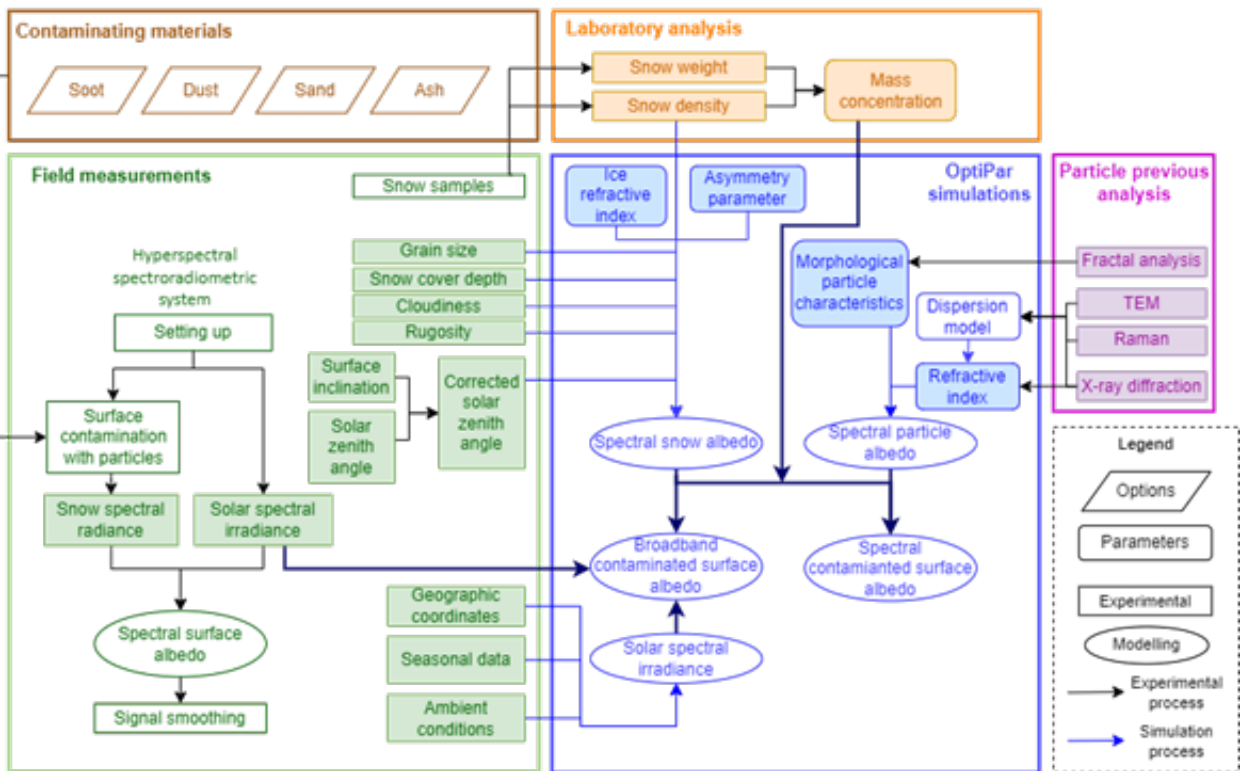 Contaminating materials
Soot
Dust
Sand
Ash
Laboratory analysis
Snow weight
Snow density
Mass
concentration
Field measurements
Snow samples
Hyperspectral
spectroradiometric
system
Setting up
Grain size
Snow cover depth
Cloudiness
Rugosity
Surface
inclination
Solar
zenith
angle
Corrected
solar
zenith
angle
Surface
contamination
with particles
Snow spectral
radiance
Solar spectral
irradiance
Spectral surface
albedo
Signal smoothing
Geographic
coordinates
Seasonal data
Ambient
conditions
OptiPar
simulations
Ice
refractive
index
Asymmetry
parameter
Morphological
particle
characteristics
Dispersion
model
Refractive
index
Spectral snow albedo
Spectral particle
albedo
Broadband
contaminated surface
albedo
Spectral
contamianted surface
albedo
Solar spectral
irradiance
Particle previous
analysis
Fractal analysis
TEM
Raman
X-ray diffraction
Legend
Options
Parameters
Experimental
Modelling
Experimental
process
Simulation
process